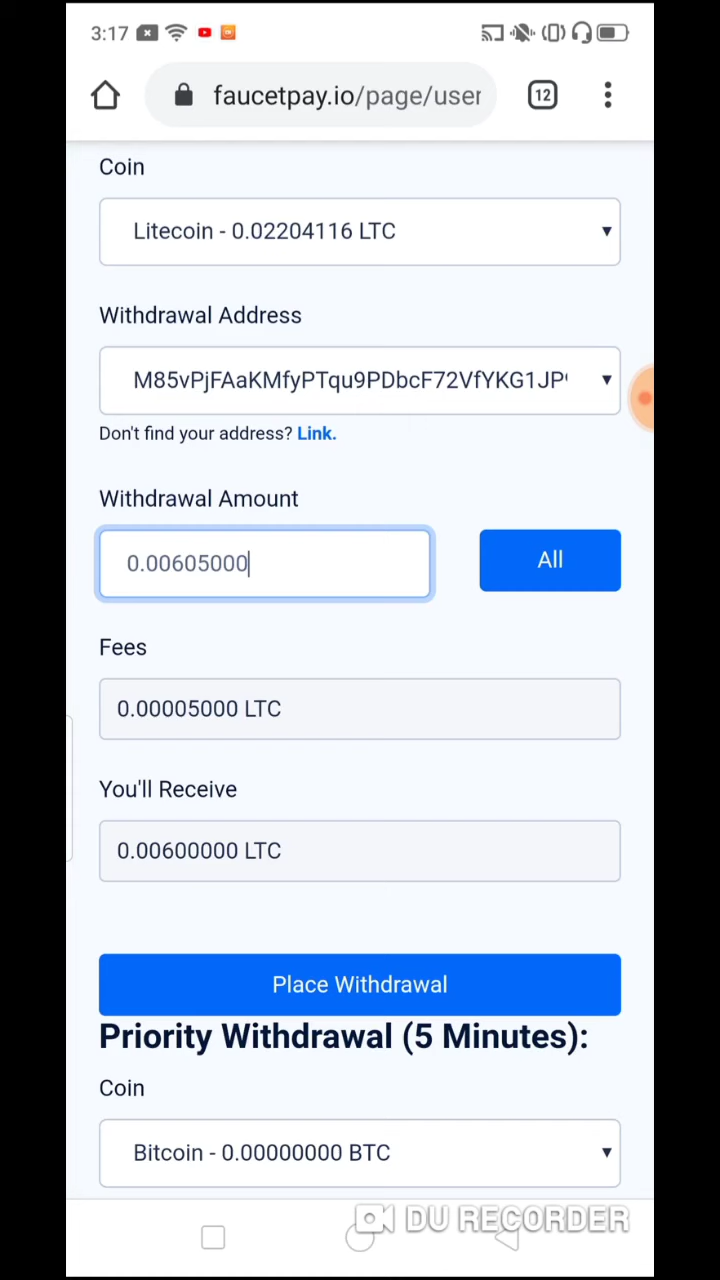 3:17
faucetpay.io/page/user
12
Coin
Litecoin - 0.02204116 LTC
Withdrawal Address
M85vPjFAaKMfyPTqu9PDbcF72VfYKG1JP
Don't find your address? Link.
Withdrawal Amount
0.00605000
All
Fees
0.00005000 LTC
You'll Receive
0.00600000 LTC
Place Withdrawal
Priority Withdrawal (5 Minutes):
Coin
Bitcoin - 0.00000000 BTC
DU RECORDER